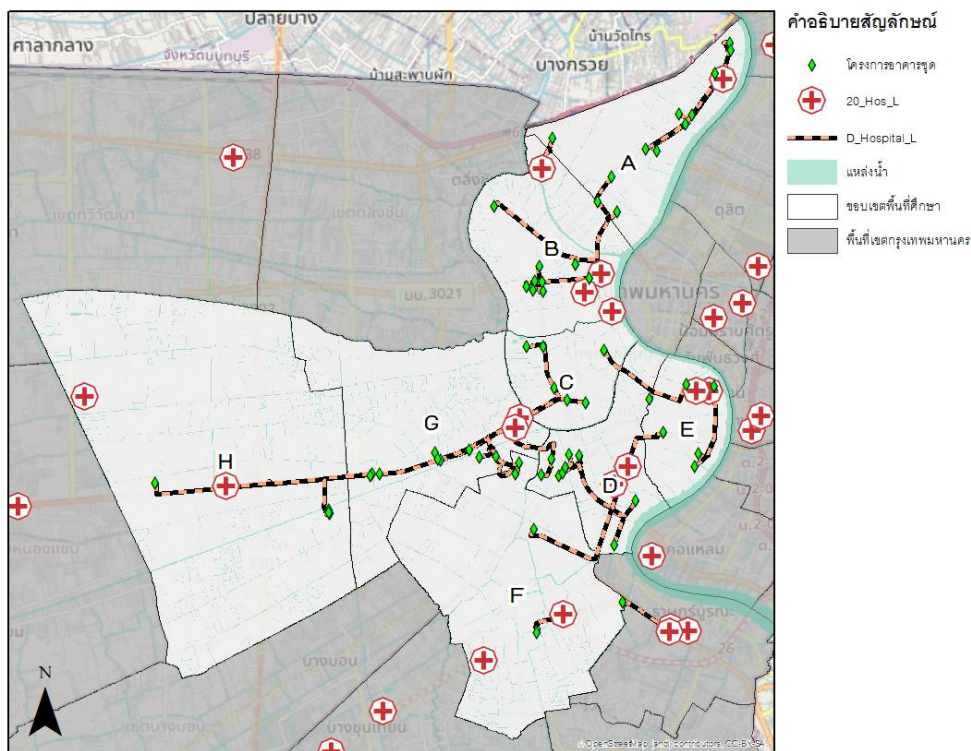 ปลายบาง
ศาลากลาง
จังหวัดนนทบุรี
บ้านวัดไทร
บางกรวย
บ้านสะพานผัก
A
ดุสิต
เขตทวีวัฒนา
เขตตลิ่งชัน
B
มบ.3021
เทพมหานคร
C
G
E
H
D
หนองแขม
คอแหลม
F
ราษฎร์บูรณะ
26
บางบอน
N
เขตบางบอน
บางขุนเทียน
© OpenStreetMap (and) contributors, CC-BY-SA
คำอธิบายสัญลักษณ์
โครงการอาคารชุด
20_Hos_L
D_Hospital_L
แหล่งน้ำ
ขอบเขตพื้นที่ศึกษา
พื้นที่เขตกรุงเทพมหานคร